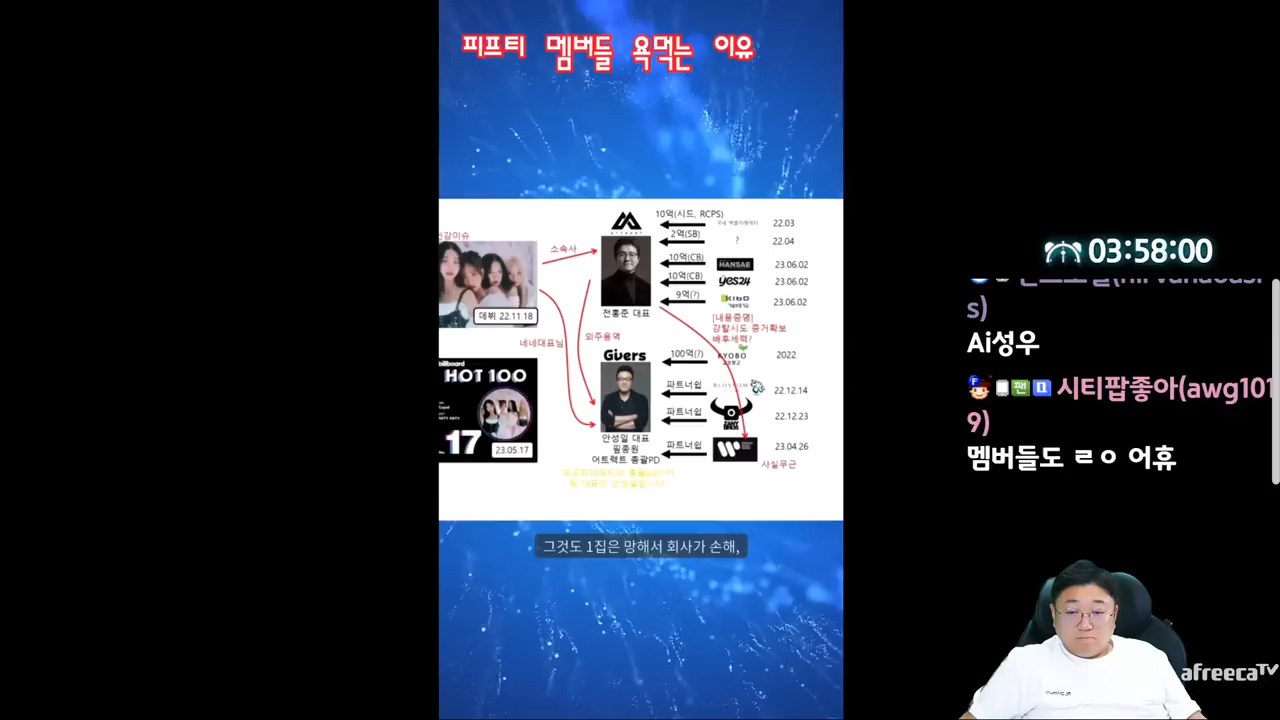 피프티 멤버들 욕먹는 이유
10억(시드, RCPS)
22.03
2억(SB)
?
22.04
소속사
10억(CB)
HANSAE
23.06.02
10억(CB)
yes24
23.06.02
9억(?)
KIBO
23.06.02
데뷔 22.11.18
전홍준 대표
[내용증명]
강탈시도 증거확보
배후세력?
외주용역
네네대표님
Givers
100억(?)
KYOBO
2022
billboard
HOT 100
파트너쉽
BLOSSOM
22.12.14
파트너쉽
22.12.23
17
23.05.17
안성일 대표
핌종원
어트랙트 총괄PD
파트너쉽
23.04.26
사실무근
그것도 1집은 망해서 회사가 손해,
03:58:00
s)
Ai성우
시티팝좋아(awg101
9)
멤버들도 ㄹㅇ 어휴
afreecaTV